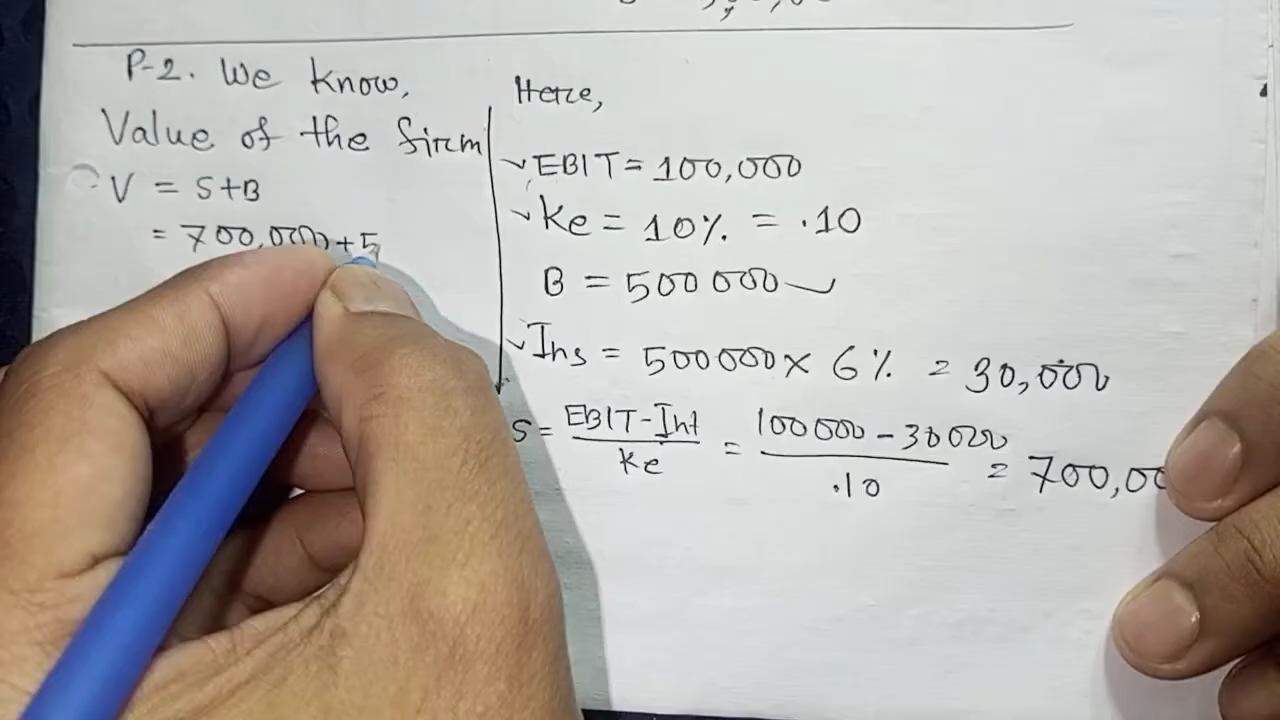 P-2. We know,
Value of the firm
V = S+B
= 700,000+5
Here,
EBIT = 100,000
Ke = 10% = .10
B = 500000
Ins = 500000 × 6% = 30,000
S = EBIT-Int / Ke = 100000 - 30000 / .10 = 700,00